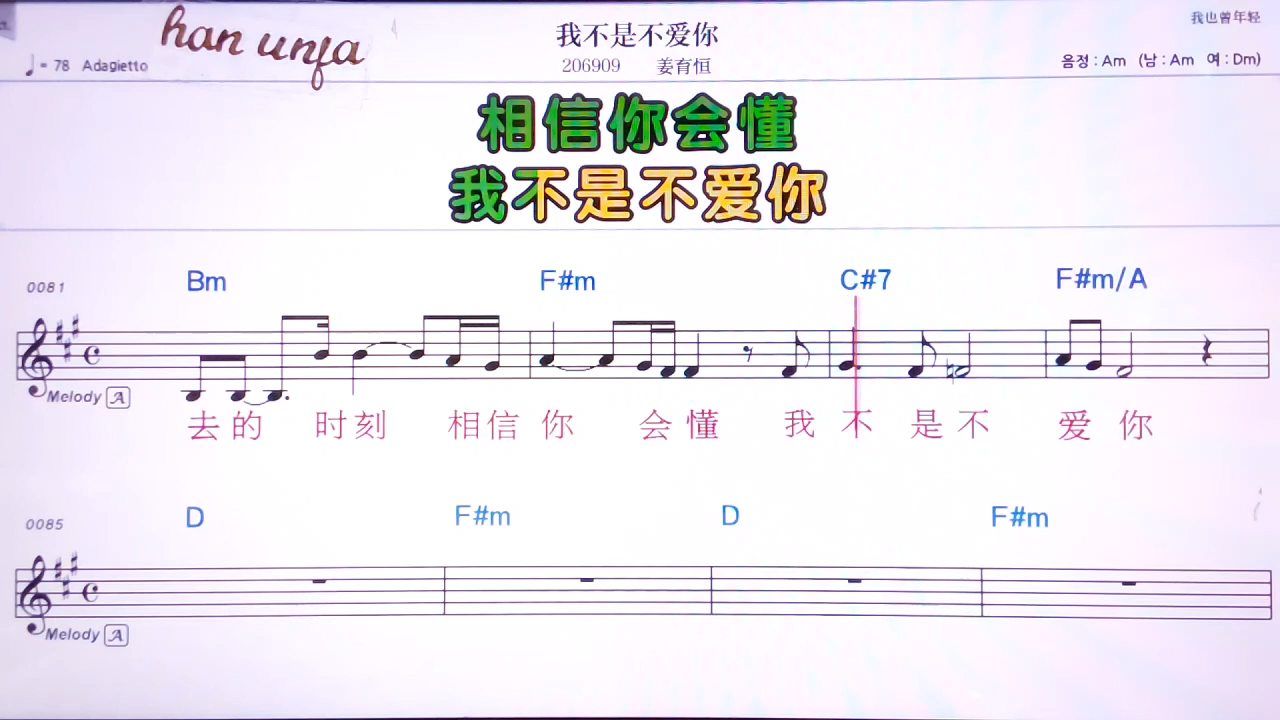 han unfa
我不是不爱你
我也曾年轻
♩= 78 Adagietto
206909 姜育恒
음정 : Am (남 : Am 여 : Dm)
相信你会懂
我不是不爱你
0081 Bm F#m C#7 F#m/A
Melody A
去的 时刻 相信 你 会 懂 我 不 是 不 爱 你
0085 D F#m D F#m
Melody A